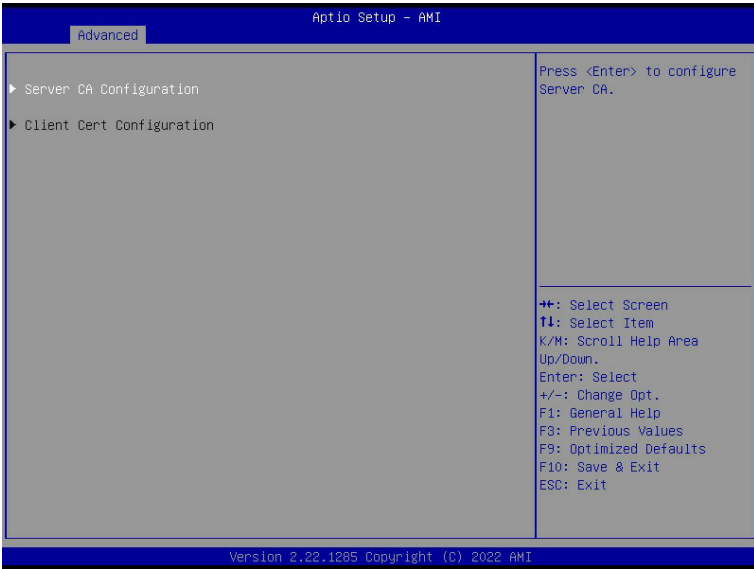 Aptio Setup – AMI
Advanced
▶ Server CA Configuration
▶ Client Cert Configuration
Press <Enter> to configure
Server CA.
→←: Select Screen
↑↓: Select Item
K/M: Scroll Help Area
Up/Down.
Enter: Select
+/-: Change Opt.
F1: General Help
F3: Previous Values
F9: Optimized Defaults
F10: Save & Exit
ESC: Exit
Version 2.22.1285 Copyright (C) 2022 AMI